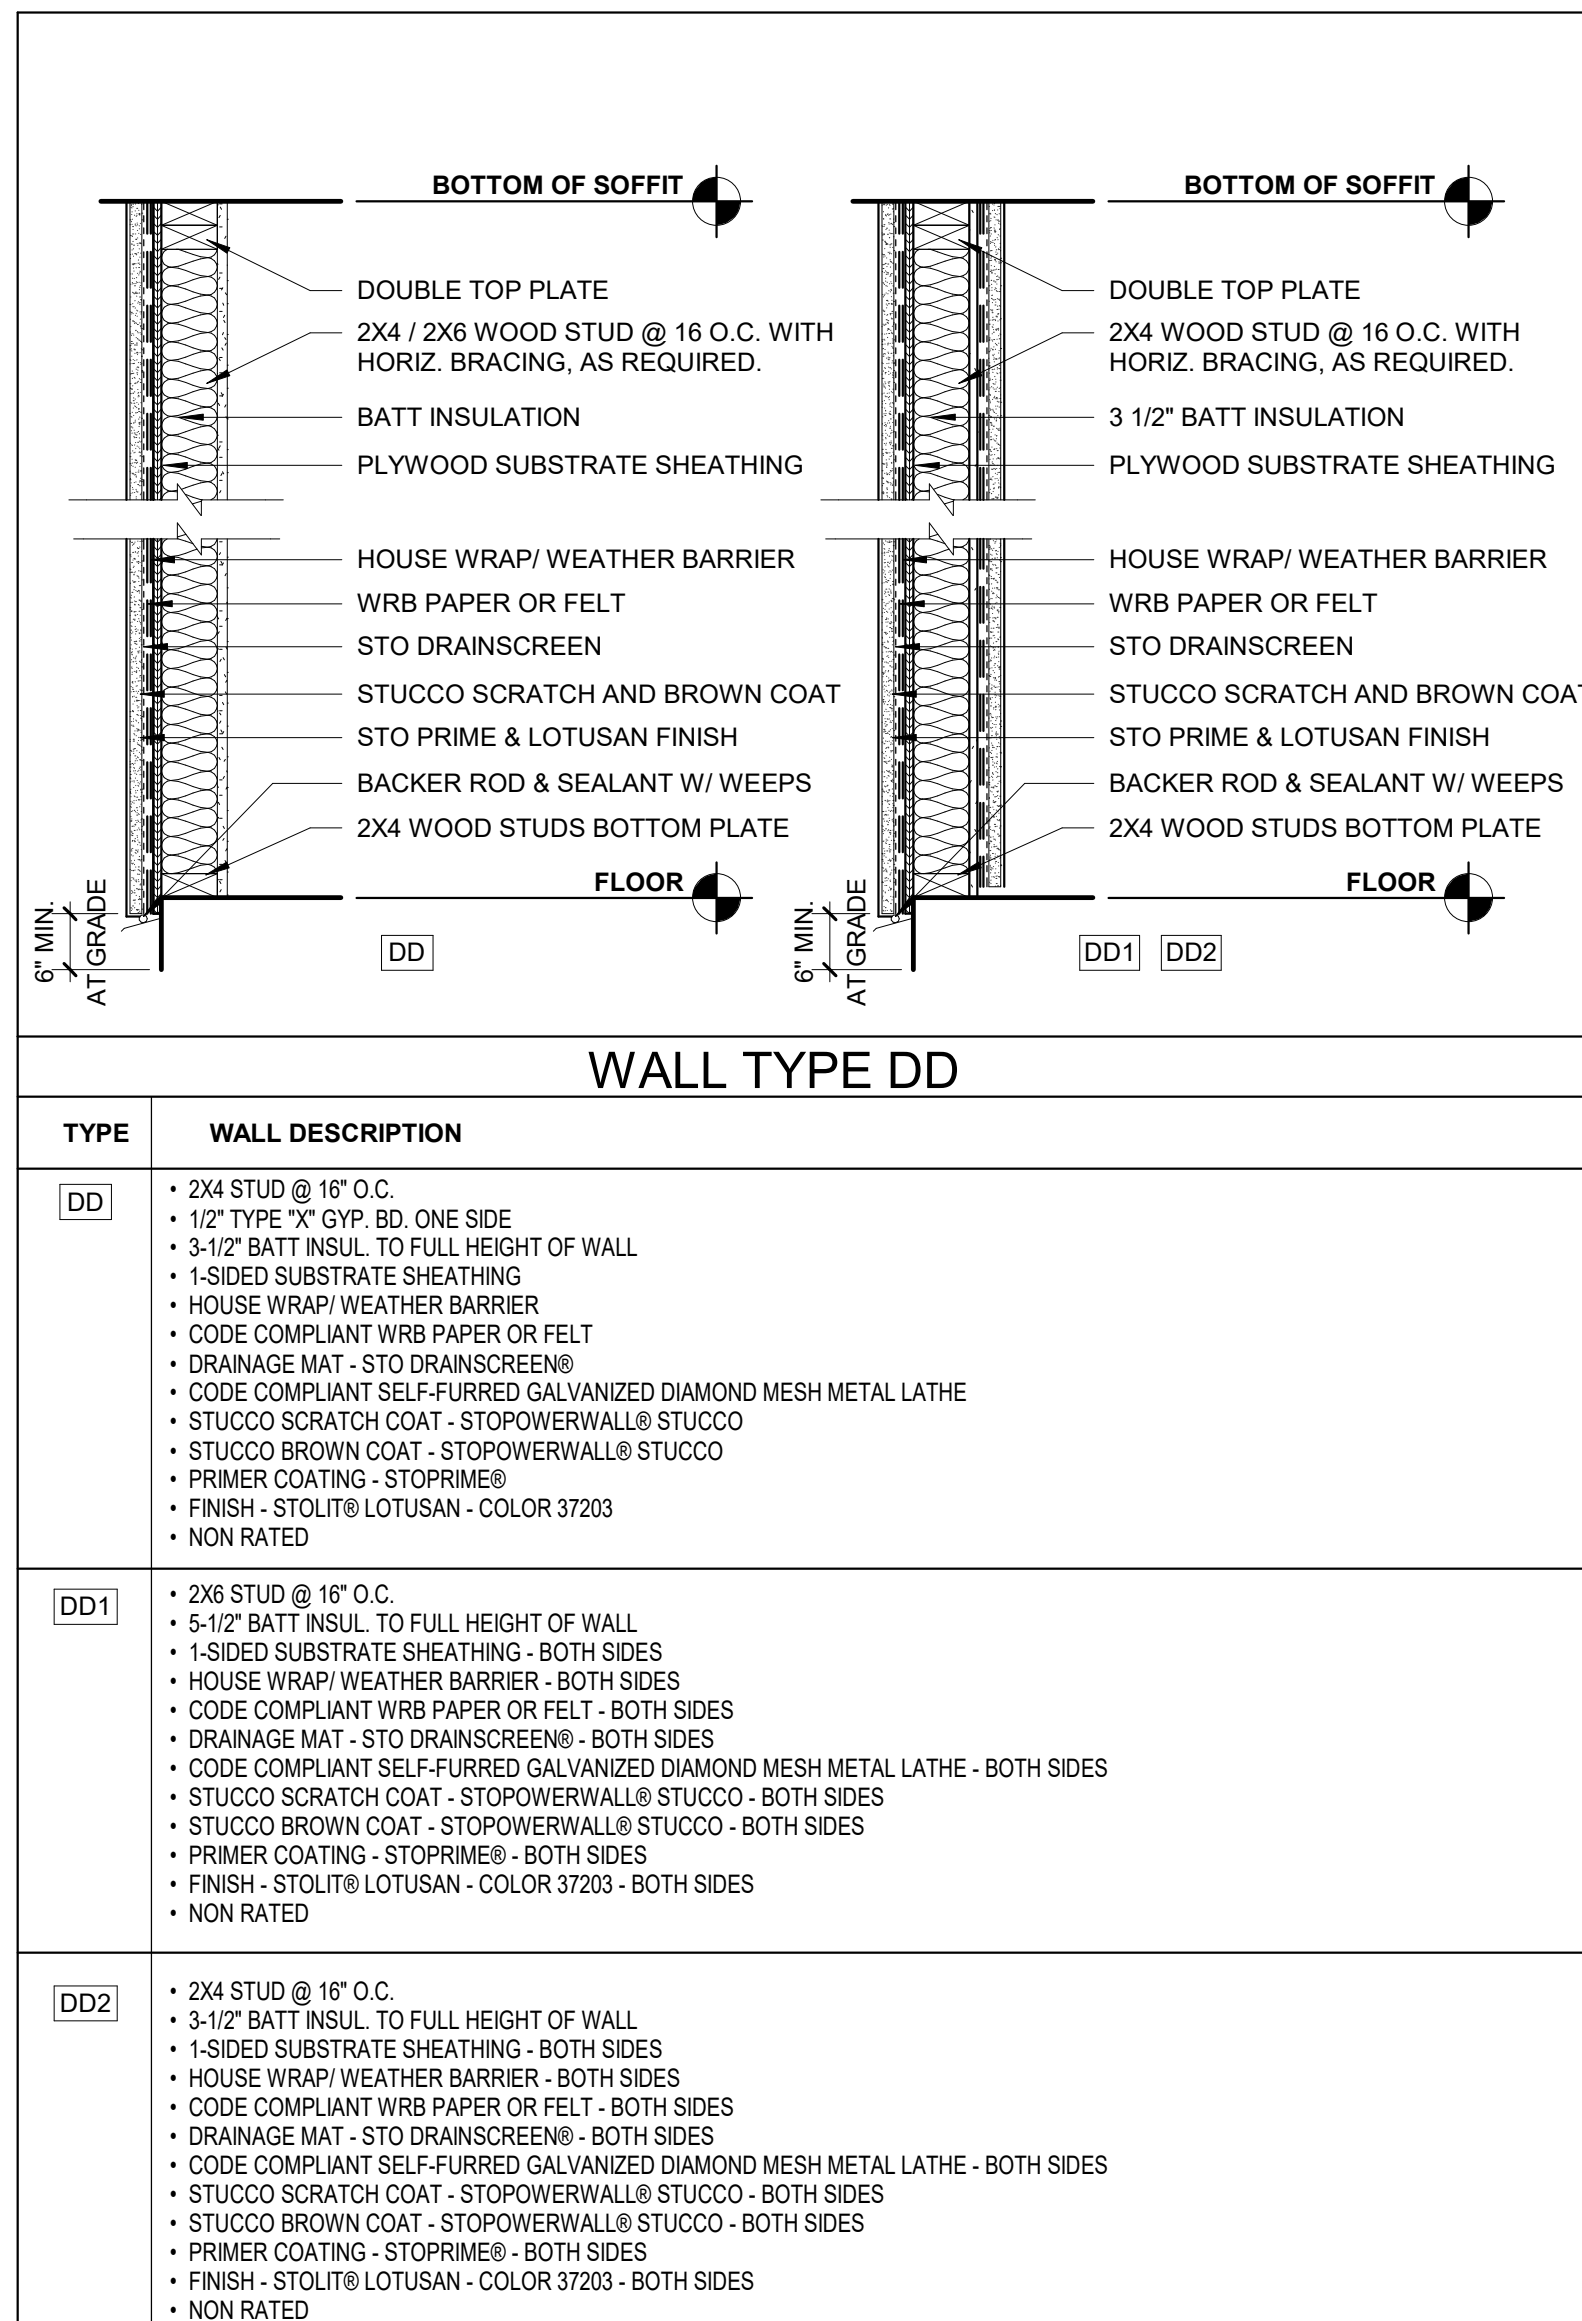 BOTTOM OF SOFFIT
DOUBLE TOP PLATE
2X4 / 2X6 WOOD STUD @ 16 O.C. WITH
HORIZ. BRACING, AS REQUIRED.
BATT INSULATION
PLYWOOD SUBSTRATE SHEATHING
HOUSE WRAP/ WEATHER BARRIER
WRB PAPER OR FELT
STO DRAINSCREEN
STUCCO SCRATCH AND BROWN COAT
STO PRIME & LOTUSAN FINISH
BACKER ROD & SEALANT W/ WEEPS
2X4 WOOD STUDS BOTTOM PLATE
FLOOR
6" MIN.
AT GRADE
DD
BOTTOM OF SOFFIT
DOUBLE TOP PLATE
2X4 WOOD STUD @ 16 O.C. WITH
HORIZ. BRACING, AS REQUIRED.
3 1/2" BATT INSULATION
PLYWOOD SUBSTRATE SHEATHING
HOUSE WRAP/ WEATHER BARRIER
WRB PAPER OR FELT
STO DRAINSCREEN
STUCCO SCRATCH AND BROWN COAT
STO PRIME & LOTUSAN FINISH
BACKER ROD & SEALANT W/ WEEPS
2X4 WOOD STUDS BOTTOM PLATE
FLOOR
6" MIN.
AT GRADE
DD1 DD2
WALL TYPE DD
TYPE WALL DESCRIPTION
DD
• 2X4 STUD @ 16" O.C.
• 1/2" TYPE "X" GYP. BD. ONE SIDE
• 3-1/2" BATT INSUL. TO FULL HEIGHT OF WALL
• 1-SIDED SUBSTRATE SHEATHING
• HOUSE WRAP/ WEATHER BARRIER
• CODE COMPLIANT WRB PAPER OR FELT
• DRAINAGE MAT - STO DRAINSCREEN®
• CODE COMPLIANT SELF-FURRED GALVANIZED DIAMOND MESH METAL LATHE
• STUCCO SCRATCH COAT - STOPOWERWALL® STUCCO
• STUCCO BROWN COAT - STOPOWERWALL® STUCCO
• PRIMER COATING - STOPRIME®
• FINISH - STOLIT® LOTUSAN - COLOR 37203
• NON RATED
DD1
• 2X6 STUD @ 16" O.C.
• 5-1/2" BATT INSUL. TO FULL HEIGHT OF WALL
• 1-SIDED SUBSTRATE SHEATHING - BOTH SIDES
• HOUSE WRAP/ WEATHER BARRIER - BOTH SIDES
• CODE COMPLIANT WRB PAPER OR FELT - BOTH SIDES
• DRAINAGE MAT - STO DRAINSCREEN® - BOTH SIDES
• CODE COMPLIANT SELF-FURRED GALVANIZED DIAMOND MESH METAL LATHE - BOTH SIDES
• STUCCO SCRATCH COAT - STOPOWERWALL® STUCCO - BOTH SIDES
• STUCCO BROWN COAT - STOPOWERWALL® STUCCO - BOTH SIDES
• PRIMER COATING - STOPRIME® - BOTH SIDES
• FINISH - STOLIT® LOTUSAN - COLOR 37203 - BOTH SIDES
• NON RATED
DD2
• 2X4 STUD @ 16" O.C.
• 3-1/2" BATT INSUL. TO FULL HEIGHT OF WALL
• 1-SIDED SUBSTRATE SHEATHING - BOTH SIDES
• HOUSE WRAP/ WEATHER BARRIER - BOTH SIDES
• CODE COMPLIANT WRB PAPER OR FELT - BOTH SIDES
• DRAINAGE MAT - STO DRAINSCREEN® - BOTH SIDES
• CODE COMPLIANT SELF-FURRED GALVANIZED DIAMOND MESH METAL LATHE - BOTH SIDES
• STUCCO SCRATCH COAT - STOPOWERWALL® STUCCO - BOTH SIDES
• STUCCO BROWN COAT - STOPOWERWALL® STUCCO - BOTH SIDES
• PRIMER COATING - STOPRIME® - BOTH SIDES
• FINISH - STOLIT® LOTUSAN - COLOR 37203 - BOTH SIDES
• NON RATED